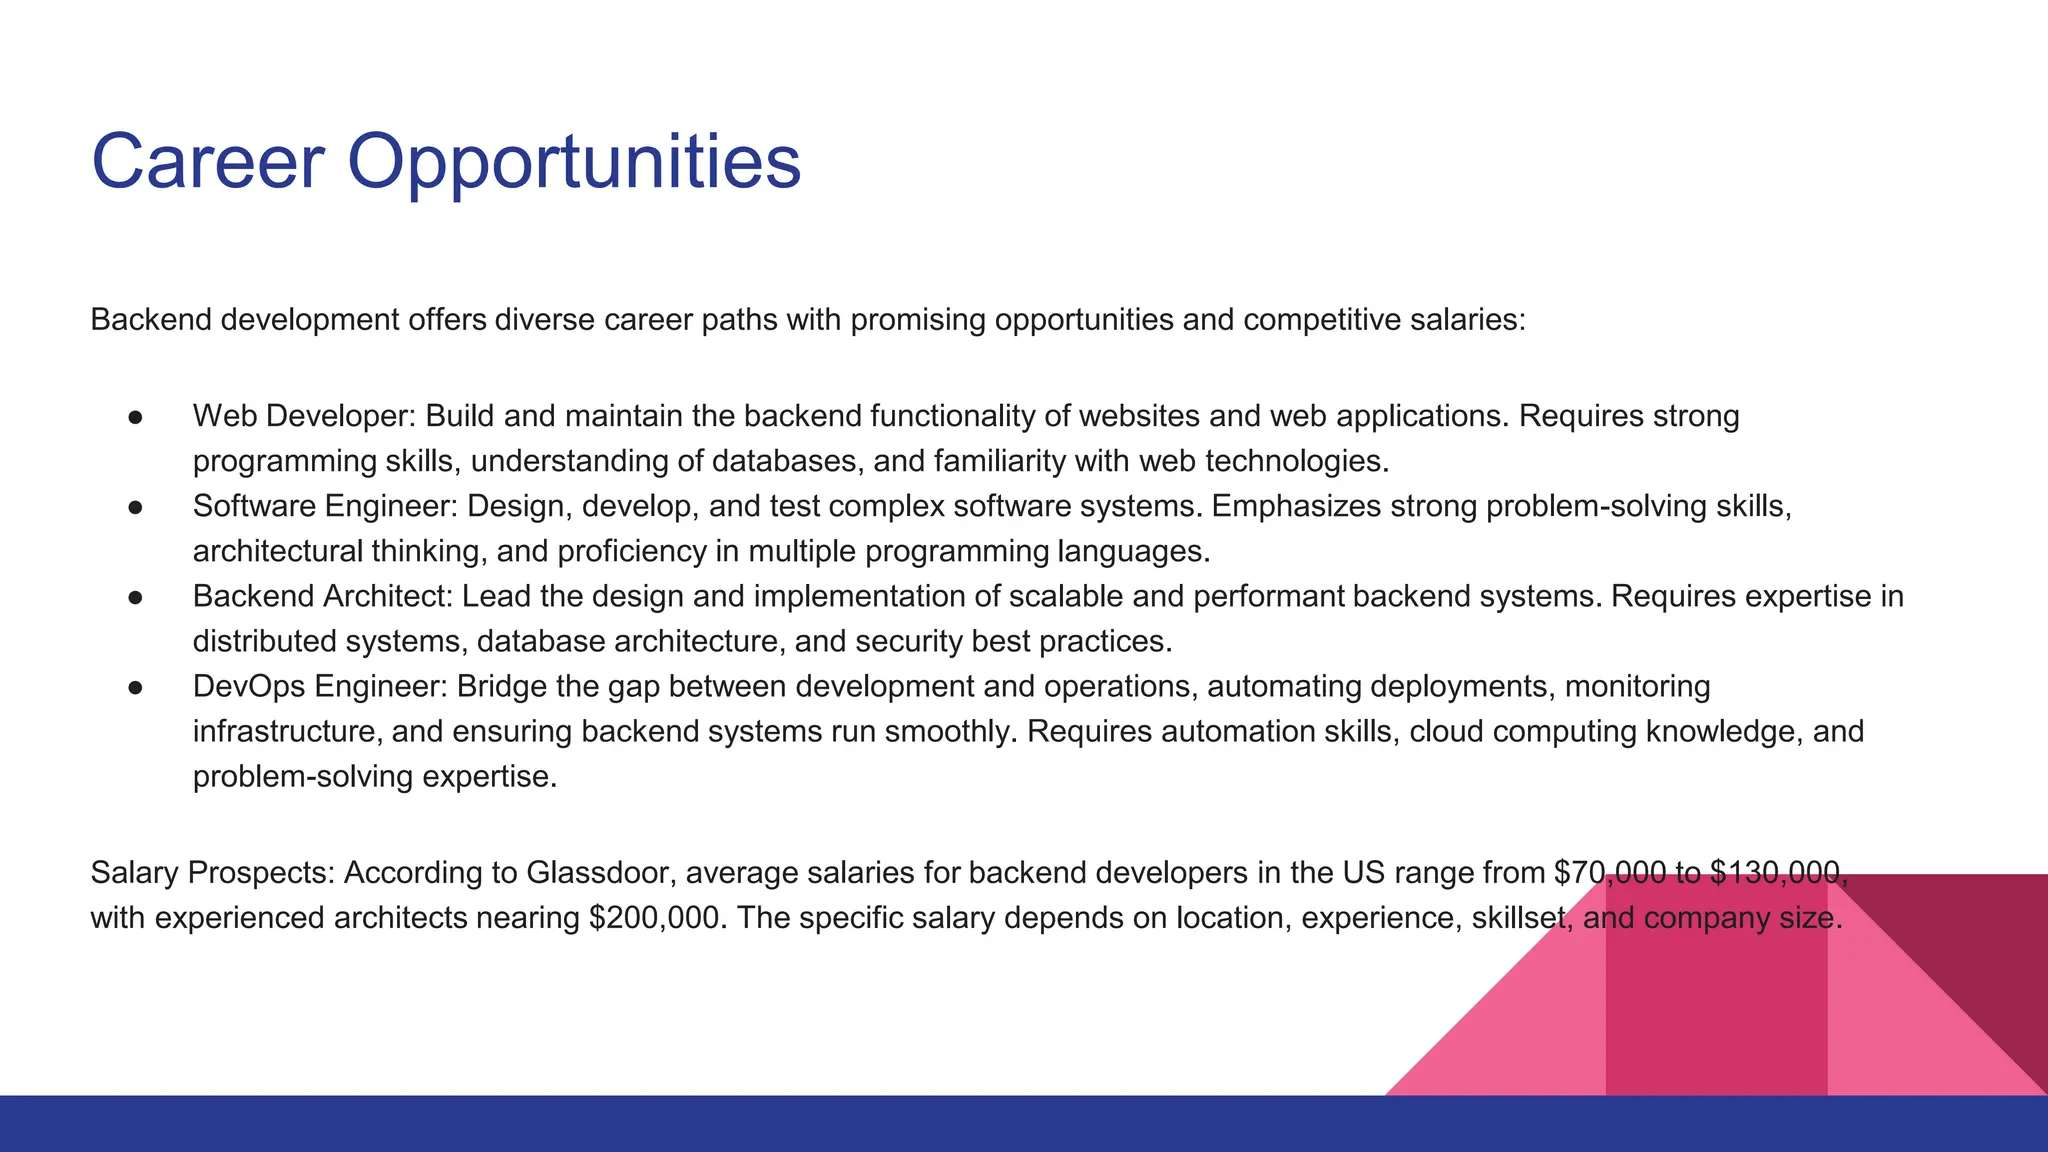 Career Opportunities
Backend development offers diverse career paths with promising opportunities and competitive salaries:
● Web Developer: Build and maintain the backend functionality of websites and web applications. Requires strong
programming skills, understanding of databases, and familiarity with web technologies.
● Software Engineer: Design, develop, and test complex software systems. Emphasizes strong problem-solving skills,
architectural thinking, and proficiency in multiple programming languages.
● Backend Architect: Lead the design and implementation of scalable and performant backend systems. Requires expertise in
distributed systems, database architecture, and security best practices.
● DevOps Engineer: Bridge the gap between development and operations, automating deployments, monitoring
infrastructure, and ensuring backend systems run smoothly. Requires automation skills, cloud computing knowledge, and
problem-solving expertise.
Salary Prospects: According to Glassdoor, average salaries for backend developers in the US range from $70,000 to $130,000,
with experienced architects nearing $200,000. The specific salary depends on location, experience, skillset, and company size.